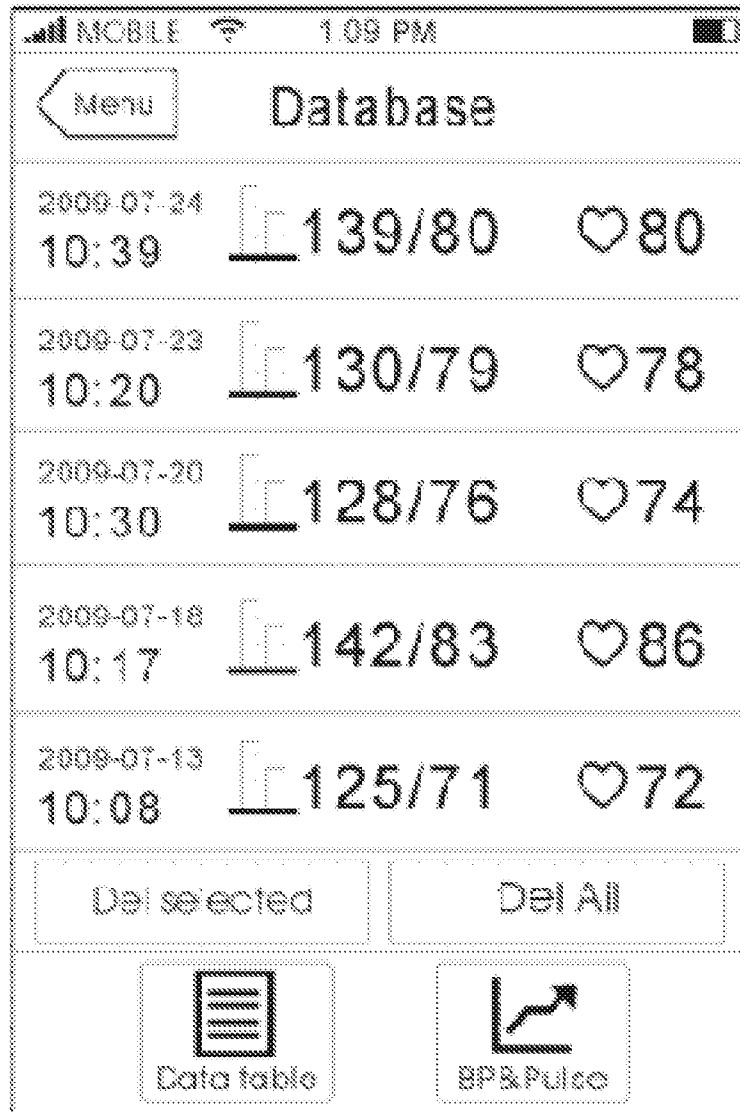 MOBILE 1:09 PM
Menu Database
2009-07-24
10:39 139/80 80
2009-07-23
10:20 130/79 78
2009-07-20
10:30 128/76 74
2009-07-16
10:17 142/83 86
2009-07-13
10:08 125/71 72
Del selected Del All
Data table BP&Pulse